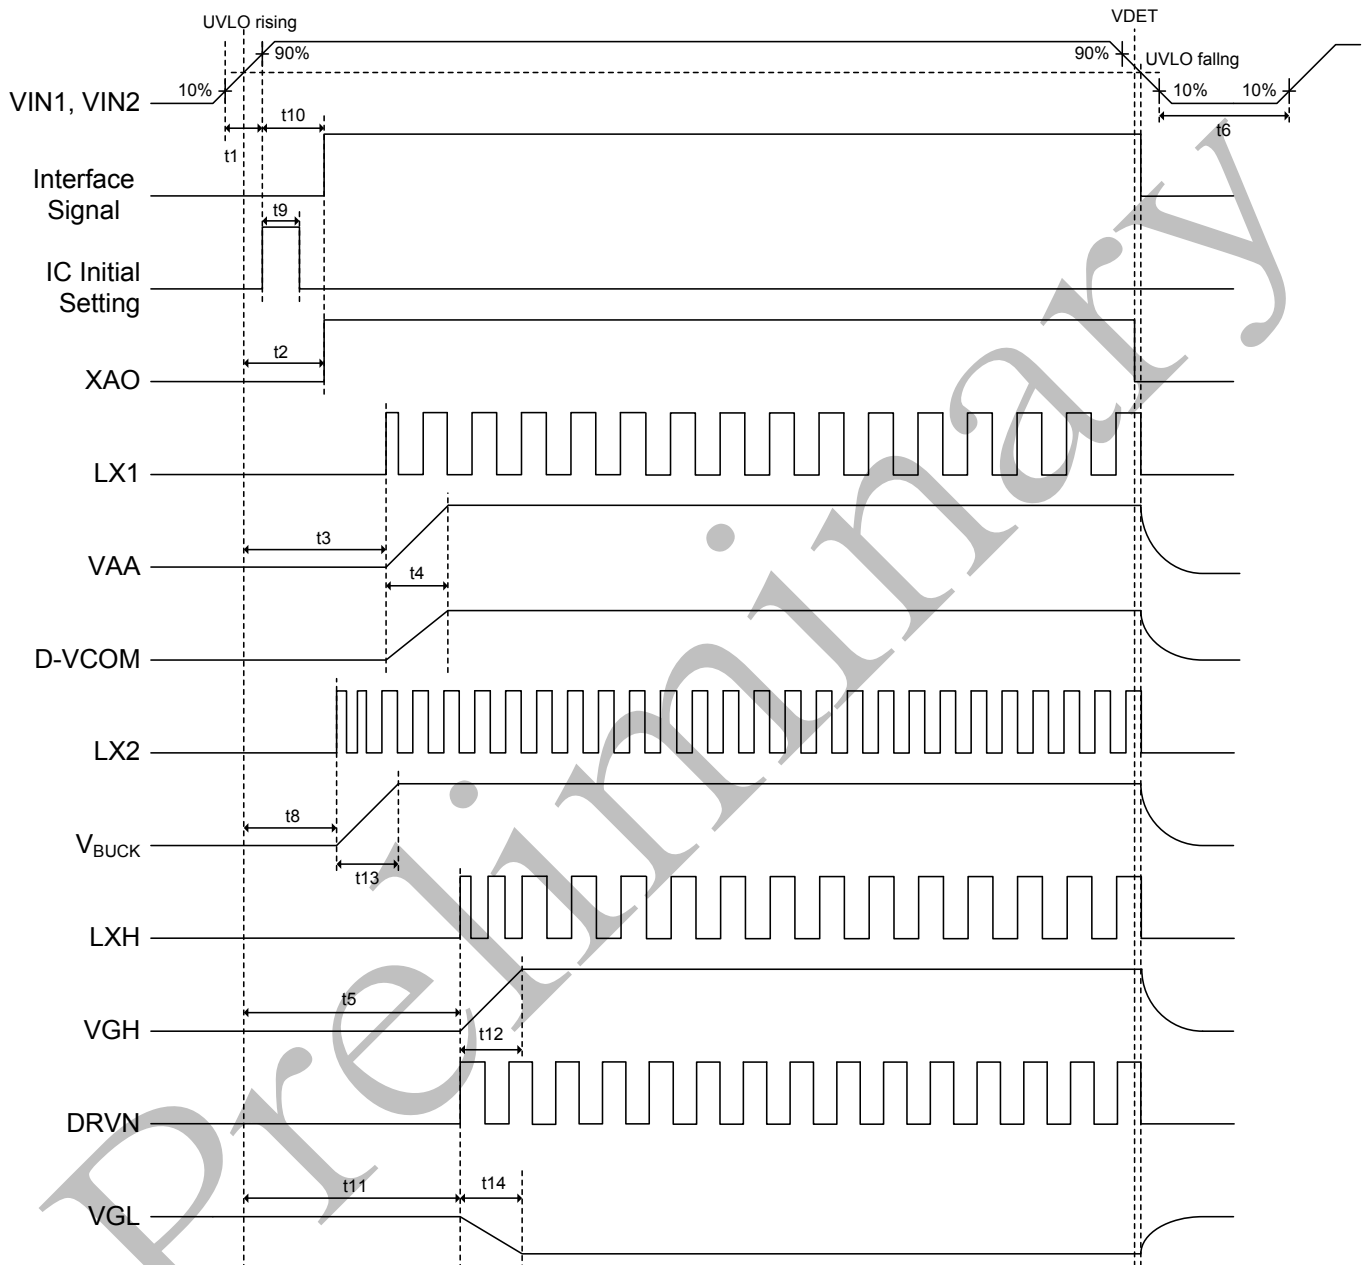 UVLO rising
VDET
90%
90%
UVLO fallng
10%
10%
10%
VIN1, VIN2
t10
t6
t1
Interface
Signal
t9
IC Initial
Setting
t2
XAO
LX1
t3
VAA
t4
D-VCOM
LX2
t8
VBUCK
t13
LXH
t5
VGH
t12
DRVN
t11
t14
VGL
Preliminary